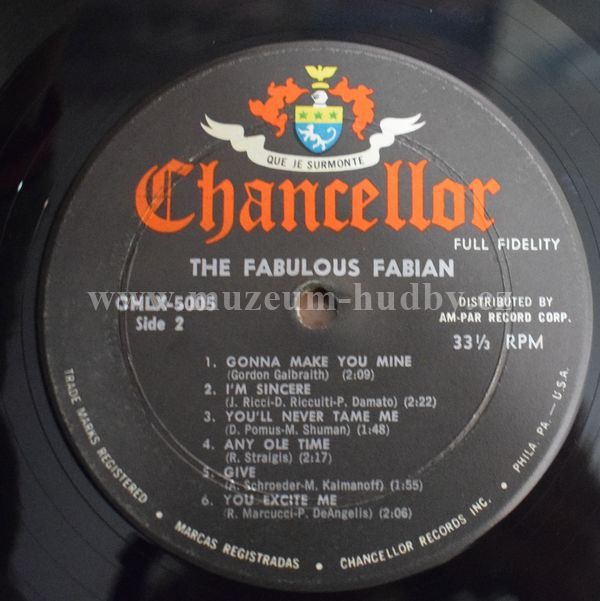 QUE JE SURMONTE
Chancellor
FULL FIDELITY
THE FABULOUS FABIAN
www.muzeum-hudby.cz
CHLX-5005
Side 2
DISTRIBUTED BY
AM-PAR RECORD CORP.
33⅓ RPM
1. GONNA MAKE YOU MINE
(Gordon Galbraith) (2:09)
2. I'M SINCERE
(J. Ricci-D. Ricculti-P. Damato) (2:22)
3. YOU'LL NEVER TAME ME
(D. Pomus-M. Shuman) (1:48)
4. ANY OLE TIME
(R. Straigis) (2:17)
5. GIVE
(A. Schroeder-M. Kalmanoff) (1:55)
6. YOU EXCITE ME
(R. Marcucci-P. DeAngelis) (2:06)
TRADE MARKS REGISTERED • MARCAS REGISTRADAS • CHANCELLOR RECORDS INC. • PHILA. PA. — U.S.A.